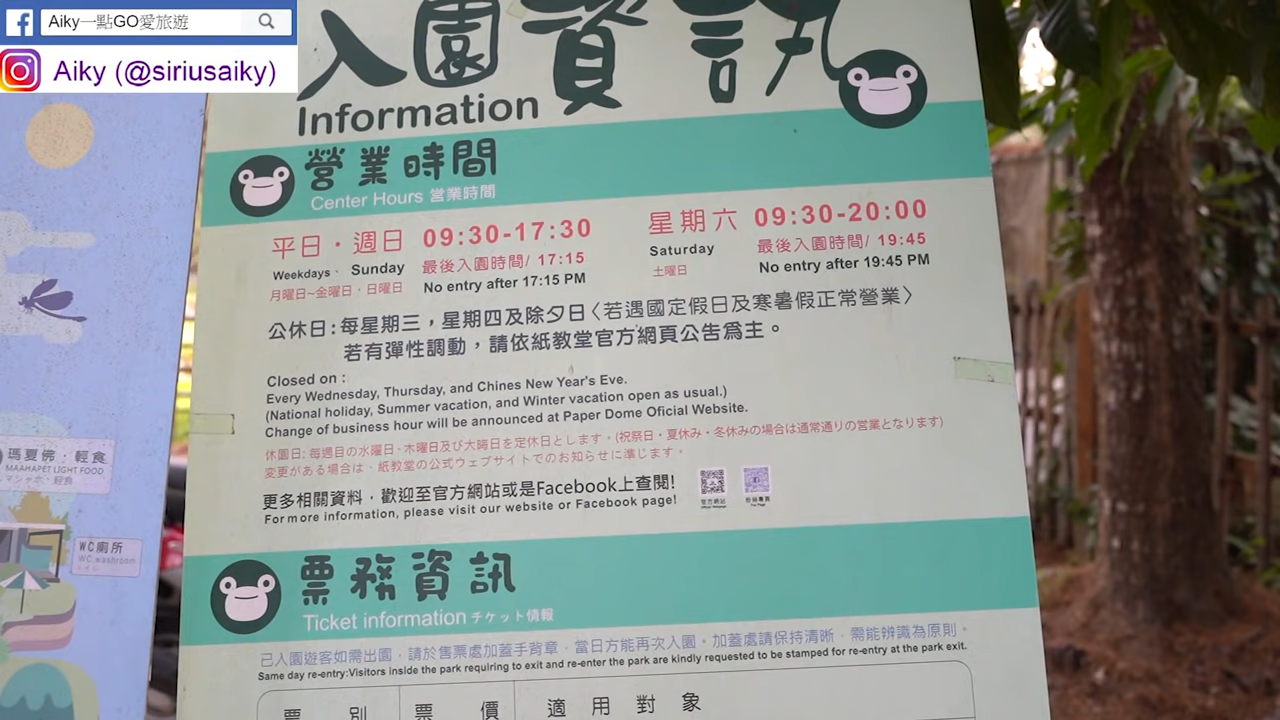 Aiky一點GO愛旅遊
Aiky (@siriusaiky)
入園資訊
Information
營業時間
Center Hours 営業時間
平日・週日 09:30-17:30
Weekdays、 Sunday 最後入園時間/ 17:15
月曜日~金曜日・日曜日 No entry after 17:15 PM
星期六 09:30-20:00
Saturday 最後入園時間/ 19:45
土曜日 No entry after 19:45 PM
公休日:每星期三，星期四及除夕日〈若遇國定假日及寒暑假正常營業〉
若有彈性調動，請依紙教堂官方網頁公告為主。
Closed on :
Every Wednesday, Thursday, and Chines New Year's Eve.
(National holiday, Summer vacation, and Winter vacation open as usual.)
Change of business hour will be announced at Paper Dome Oficial Website.
休園日: 每週目の水曜日・木曜日及び大晦日を定休日とします。(祝祭日・夏休み・冬休みの場合は通常通りの営業となります)
変更がある場合は、紙教堂の公式ウェブサイトでのお知らせに準じます。
更多相關資料，歡迎至官方網站或是Facebook上查閱!
For more information, please visit our website or Facebook page!
官方網站
粉絲專頁
票務資訊
Ticket information チケット情報
已入園遊客如需出園，請於售票處加蓋手背章，當日方能再次入園。加蓋處請保持清晰，需能辨識為原則。
Same day re-entry:Visitors inside the park requiring to exit and re-enter the park are kindly requested to be stamped for re-entry at the park exit.
票 別 票 價 適 用 對 象
瑪夏佛・輕食
MAAHAPET LIGHT FOOD
WC廁所
WC washroom
トイレ